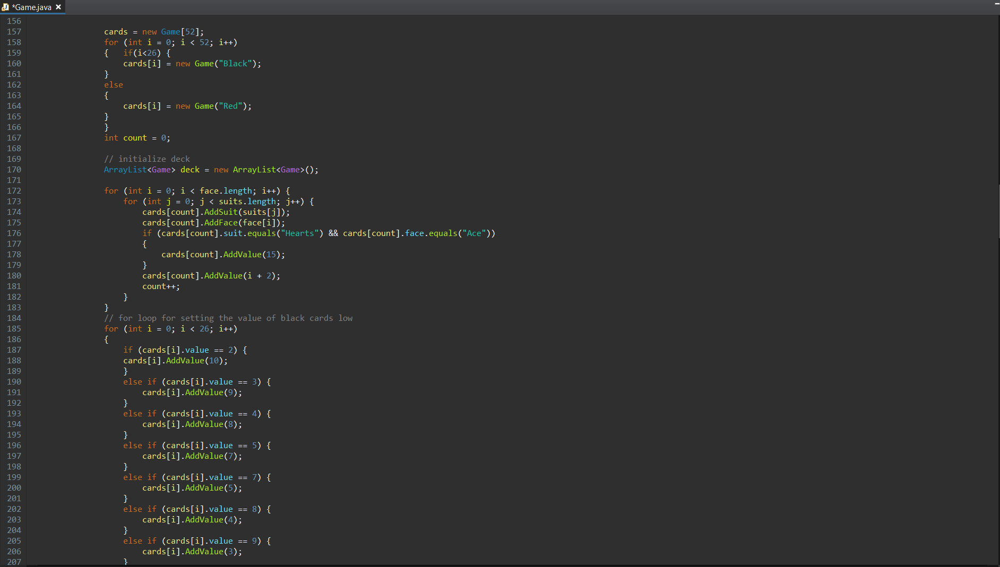 *Game.java
156
157 cards = new Game[52];
158 for (int i = 0; i < 52; i++)
159 { if(i<26) {
160 cards[i] = new Game("Black");
161 }
162 else
163 {
164 cards[i] = new Game("Red");
165 }
166 }
167 int count = 0;
168
169 // initialize deck
170 ArrayList<Game> deck = new ArrayList<Game>();
171
172 for (int i = 0; i < face.length; i++) {
173 for (int j = 0; j < suits.length; j++) {
174 cards[count].AddSuit(suits[j]);
175 cards[count].AddFace(face[i]);
176 if (cards[count].suit.equals("Hearts") && cards[count].face.equals("Ace"))
177 {
178 cards[count].AddValue(15);
179 }
180 cards[count].AddValue(i + 2);
181 count++;
182 }
183 }
184 // for loop for setting the value of black cards low
185 for (int i = 0; i < 26; i++)
186 {
187 if (cards[i].value == 2) {
188 cards[i].AddValue(10);
189 }
190 else if (cards[i].value == 3) {
191 cards[i].AddValue(9);
192 }
193 else if (cards[i].value == 4) {
194 cards[i].AddValue(8);
195 }
196 else if (cards[i].value == 5) {
197 cards[i].AddValue(7);
198 }
199 else if (cards[i].value == 7) {
200 cards[i].AddValue(5);
201 }
202 else if (cards[i].value == 8) {
203 cards[i].AddValue(4);
204 }
205 else if (cards[i].value == 9) {
206 cards[i].AddValue(3);
207 }